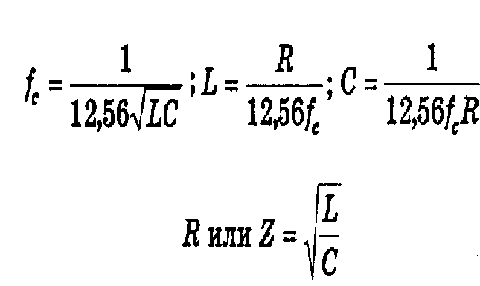 f_c = 1/(12,56√(LC)) ; L = R/(12,56f_c) ; C = 1/(12,56f_cR)
R или Z = √(L/C)